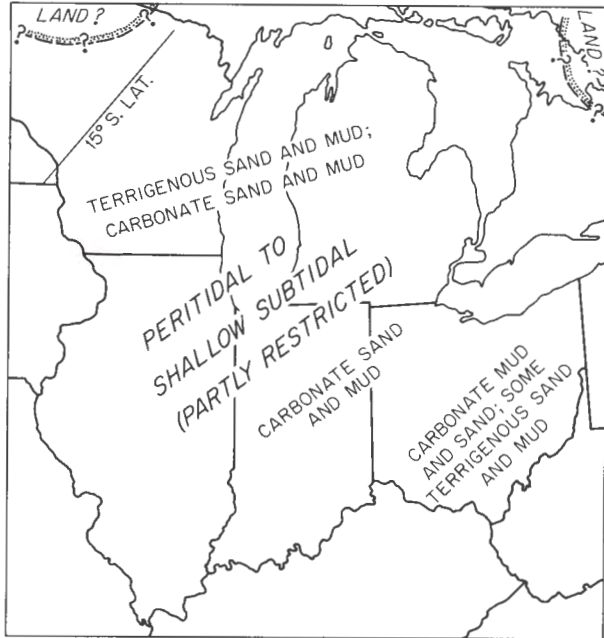 LAND?
? ? ?
LAND?
? ?
15° S. LAT.
TERRIGENOUS SAND AND MUD;
CARBONATE SAND AND MUD
PERITIDAL TO
SHALLOW SUBTIDAL
(PARTLY RESTRICTED)
CARBONATE SAND
AND MUD
CARBONATE MUD
AND SAND; SOME
TERRIGENOUS SAND
AND MUD